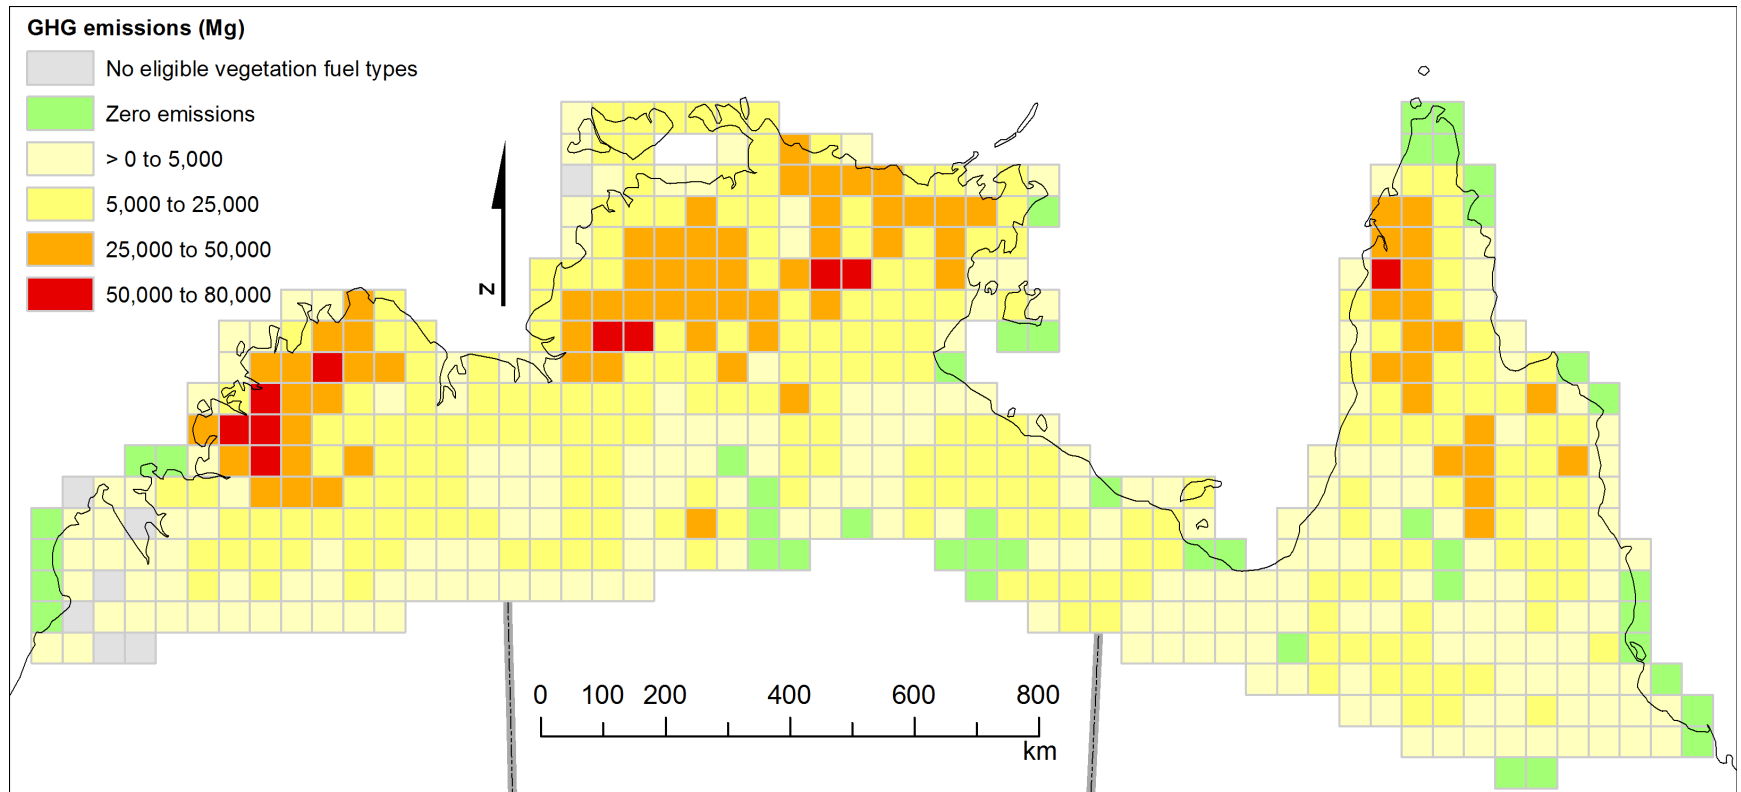 GHG emissions (Mg)
No eligible vegetation fuel types
Zero emissions
> 0 to 5,000
5,000 to 25,000
25,000 to 50,000
50,000 to 80,000
N
0 100 200 400 600 800
km